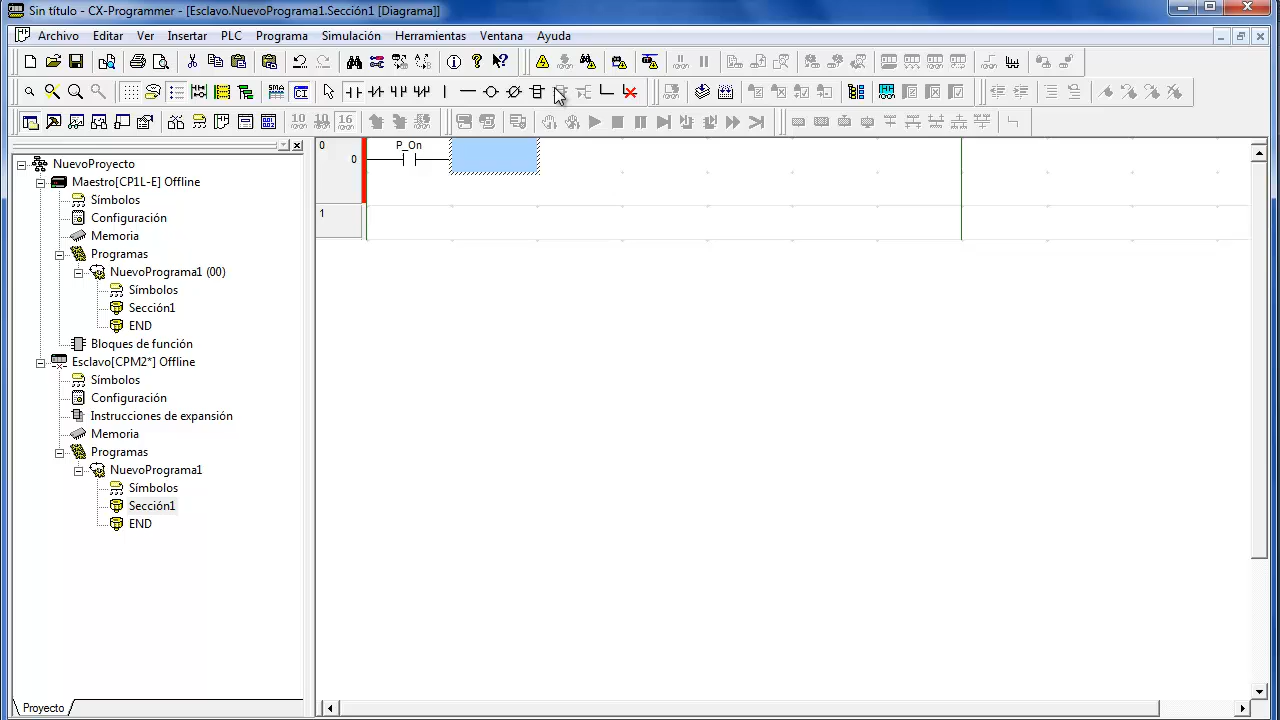 Sin título - CX-Programmer - [Esclavo.NuevoPrograma1.Sección1 [Diagrama]]
Archivo Editar Ver Insertar PLC Programa Simulación Herramientas Ventana Ayuda
10 16
NuevoProyecto
Maestro[CP1L-E] Offline
Símbolos
Configuración
Memoria
Programas
NuevoPrograma1 (00)
Símbolos
Sección1
END
Bloques de función
Esclavo[CPM2*] Offline
Símbolos
Configuración
Instrucciones de expansión
Memoria
Programas
NuevoPrograma1
Símbolos
Sección1
END
Proyecto
0
0
P_On
1